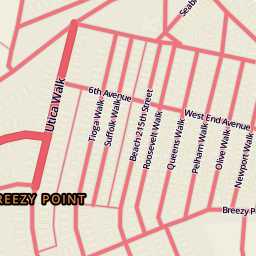 Seab
Utica Walk
6th Avenue
Tioga Walk
Suffolk Walk
Beach 215th Street
Roosevelt Walk
West End Avenue
Queens Walk
Pelham Walk
Olive Walk
Newport Walk
REEZY POINT
Breezy P